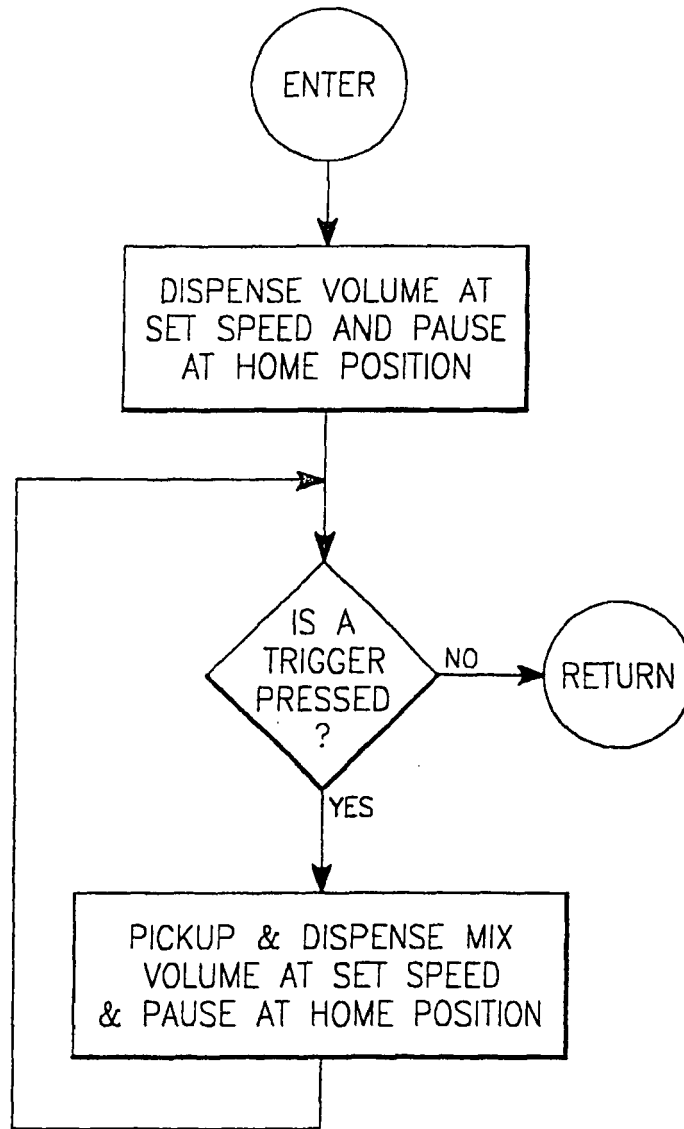 ENTER
DISPENSE VOLUME AT
SET SPEED AND PAUSE
AT HOME POSITION
IS A
TRIGGER
PRESSED
?
NO
RETURN
YES
PICKUP & DISPENSE MIX
VOLUME AT SET SPEED
& PAUSE AT HOME POSITION